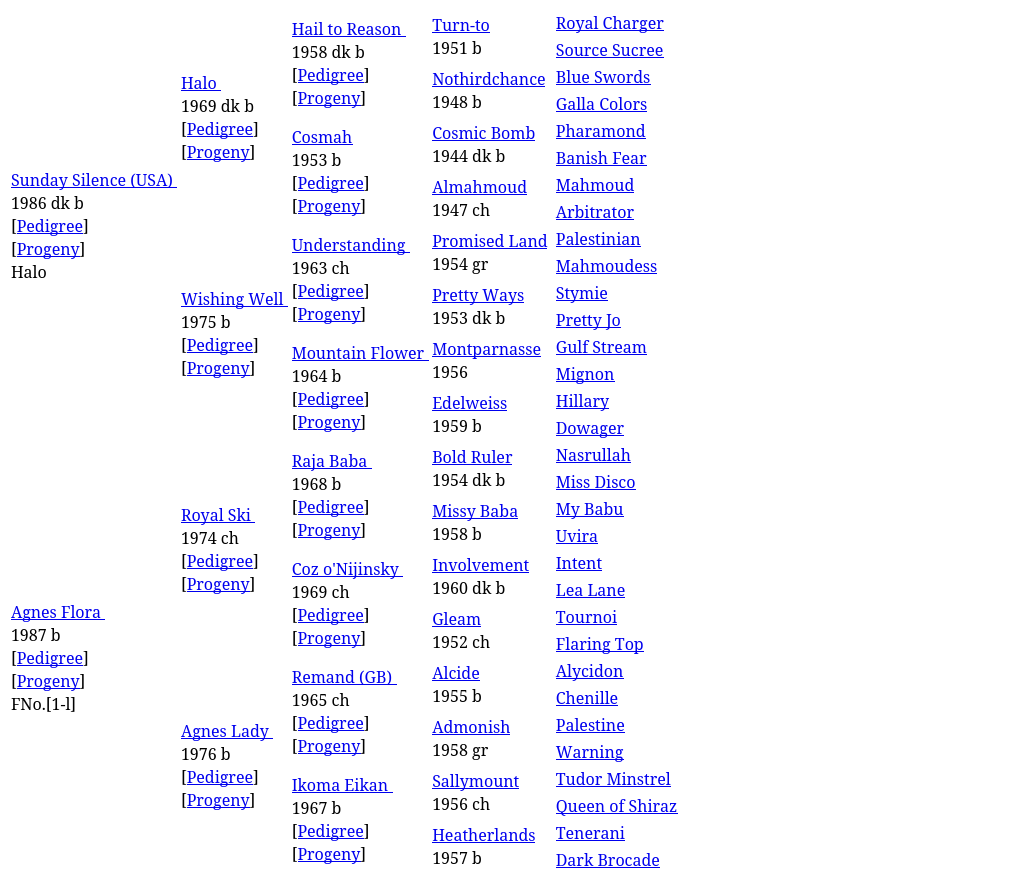 Sunday Silence (USA)
1986 dk b
[Pedigree]
[Progeny]
Halo
Halo
1969 dk b
[Pedigree]
[Progeny]
Hail to Reason
1958 dk b
[Pedigree]
[Progeny]
Turn-to
1951 b
Royal Charger
Source Sucree
Nothirdchance
1948 b
Blue Swords
Galla Colors
Cosmah
1953 b
[Pedigree]
[Progeny]
Cosmic Bomb
1944 dk b
Pharamond
Banish Fear
Almahmoud
1947 ch
Mahmoud
Arbitrator
Wishing Well
1975 b
[Pedigree]
[Progeny]
Understanding
1963 ch
[Pedigree]
[Progeny]
Promised Land
1954 gr
Palestinian
Mahmoudess
Pretty Ways
1953 dk b
Stymie
Pretty Jo
Mountain Flower
1964 b
[Pedigree]
[Progeny]
Montparnasse
1956
Gulf Stream
Mignon
Edelweiss
1959 b
Hillary
Dowager
Agnes Flora
1987 b
[Pedigree]
[Progeny]
FNo.[1-l]
Royal Ski
1974 ch
[Pedigree]
[Progeny]
Raja Baba
1968 b
[Pedigree]
[Progeny]
Bold Ruler
1954 dk b
Nasrullah
Miss Disco
Missy Baba
1958 b
My Babu
Uvira
Coz o'Nijinsky
1969 ch
[Pedigree]
[Progeny]
Involvement
1960 dk b
Intent
Lea Lane
Gleam
1952 ch
Tournoi
Flaring Top
Agnes Lady
1976 b
[Pedigree]
[Progeny]
Remand (GB)
1965 ch
[Pedigree]
[Progeny]
Alcide
1955 b
Alycidon
Chenille
Admonish
1958 gr
Palestine
Warning
Ikoma Eikan
1967 b
[Pedigree]
[Progeny]
Sallymount
1956 ch
Tudor Minstrel
Queen of Shiraz
Heatherlands
1957 b
Tenerani
Dark Brocade